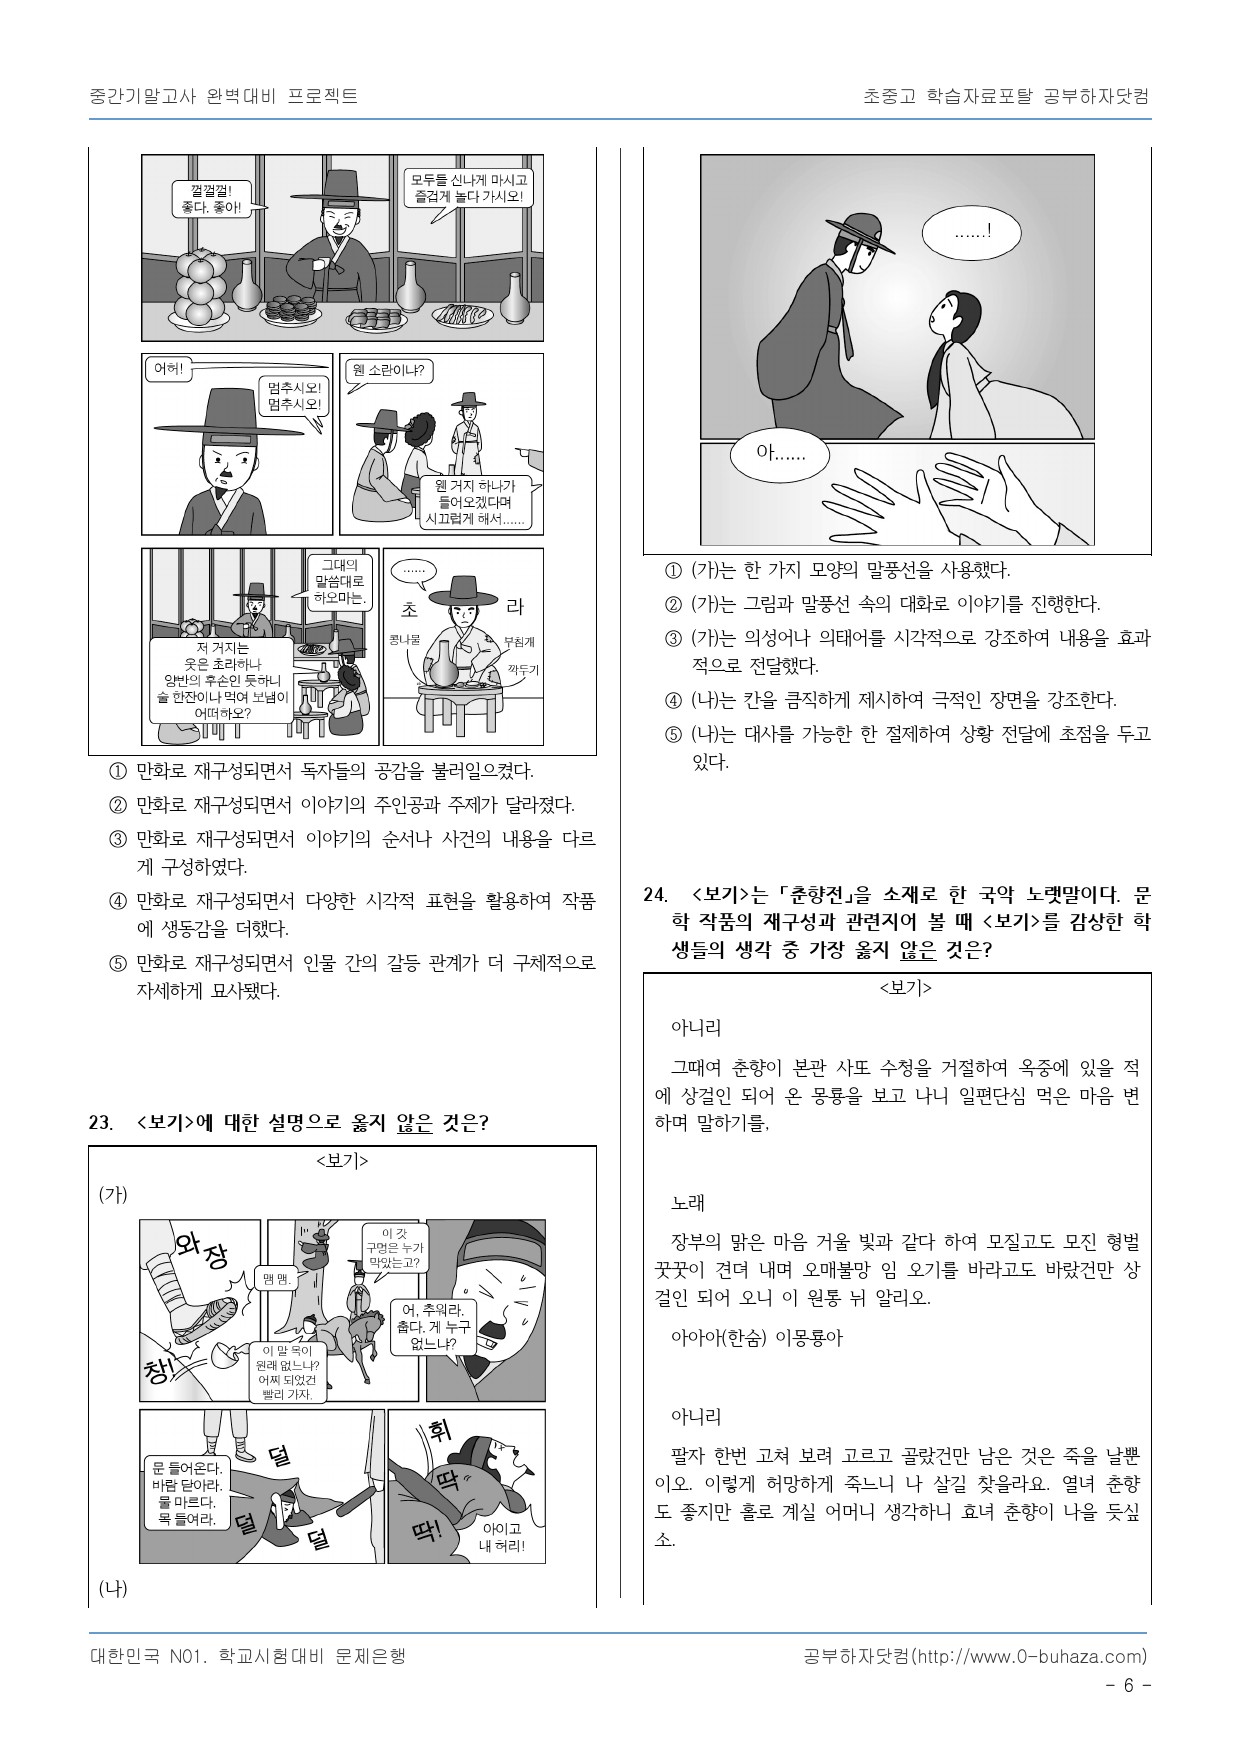 중간기말고사 완벽대비 프로젝트
초중고 학습자료포탈 공부하자닷컴
껄껄껄!
좋다, 좋아!
모두들 신나게 마시고
즐겁게 놀다 가시오!
어허!
멈추시오!
멈추시오!
웬 소란이냐?
웬 거지 하나가
들어오겠다며
시끄럽게 해서......
그대의
말씀대로
하오마는.
저 거지는
옷은 초라하나
양반의 후손인 듯하니
술 한잔이나 먹여 보냄이
어떠하오?
......
초
라
콩나물
부침개
깍두기
① 만화로 재구성되면서 독자들의 공감을 불러일으켰다.
② 만화로 재구성되면서 이야기의 주인공과 주제가 달라졌다.
③ 만화로 재구성되면서 이야기의 순서나 사건의 내용을 다르
게 구성하였다.
④ 만화로 재구성되면서 다양한 시각적 표현을 활용하여 작품
에 생동감을 더했다.
⑤ 만화로 재구성되면서 인물 간의 갈등 관계가 더 구체적으로
자세하게 묘사됐다.
23. <보기>에 대한 설명으로 옳지 않은 것은?
<보기>
(가)
와
장
창!
맴 맴.
이 갓
구멍은 누가
막았는고?
이 말 목이
원래 없느냐?
어찌 되었건
빨리 가자.
어, 추워라.
춥다. 게 누구
없느냐?
문 들어온다.
바람 닫아라.
물 마르다.
목 들여라.
덜
덜
덜
휘
딱
딱!
아이고
내 허리!
(나)
......!
아......
① (가)는 한 가지 모양의 말풍선을 사용했다.
② (가)는 그림과 말풍선 속의 대화로 이야기를 진행한다.
③ (가)는 의성어나 의태어를 시각적으로 강조하여 내용을 효과
적으로 전달했다.
④ (나)는 칸을 큼직하게 제시하여 극적인 장면을 강조한다.
⑤ (나)는 대사를 가능한 한 절제하여 상황 전달에 초점을 두고
있다.
24. <보기>는 「춘향전」을 소재로 한 국악 노랫말이다. 문
학 작품의 재구성과 관련지어 볼 때 <보기>를 감상한 학
생들의 생각 중 가장 옳지 않은 것은?
<보기>
아니리
그때여 춘향이 본관 사또 수청을 거절하여 옥중에 있을 적
에 상걸인 되어 온 몽룡을 보고 나니 일편단심 먹은 마음 변
하며 말하기를,
노래
장부의 맑은 마음 거울 빛과 같다 하여 모질고도 모진 형벌
꿋꿋이 견뎌 내며 오매불망 임 오기를 바라고도 바랐건만 상
걸인 되어 오니 이 원통 뉘 알리오.
아아아(한숨) 이몽룡아
아니리
팔자 한번 고쳐 보려 고르고 골랐건만 남은 것은 죽을 날뿐
이오. 이렇게 허망하게 죽느니 나 살길 찾을라요. 열녀 춘향
도 좋지만 홀로 계실 어머니 생각하니 효녀 춘향이 나을 듯싶
소.
대한민국 N01. 학교시험대비 문제은행
공부하자닷컴(http://www.0-buhaza.com)
- 6 -